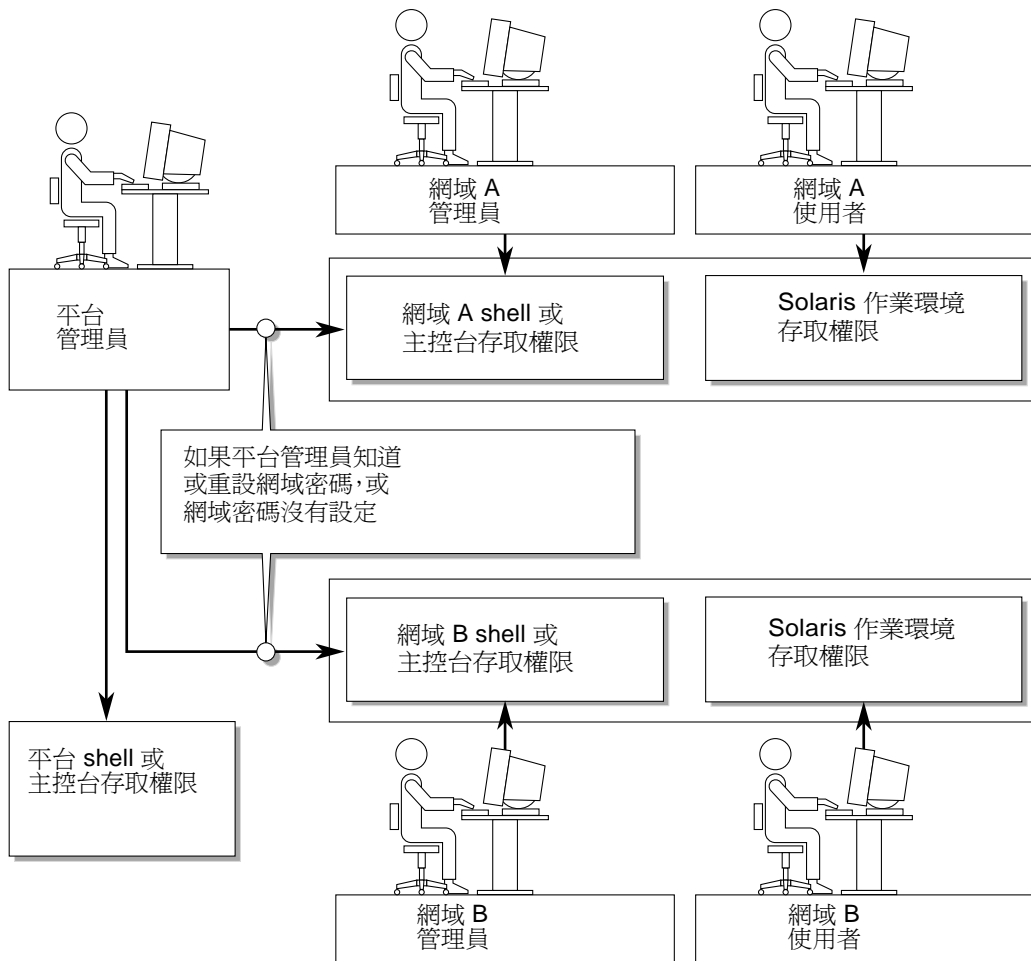 網域 A
管理員
網域 A
使用者
平台
管理員
網域 A shell 或
主控台存取權限
Solaris 作業環境
存取權限
如果平台管理員知道
或重設網域密碼，或
網域密碼沒有設定
網域 B shell 或
主控台存取權限
Solaris 作業環境
存取權限
平台 shell 或
主控台存取權限
網域 B
管理員
網域 B
使用者